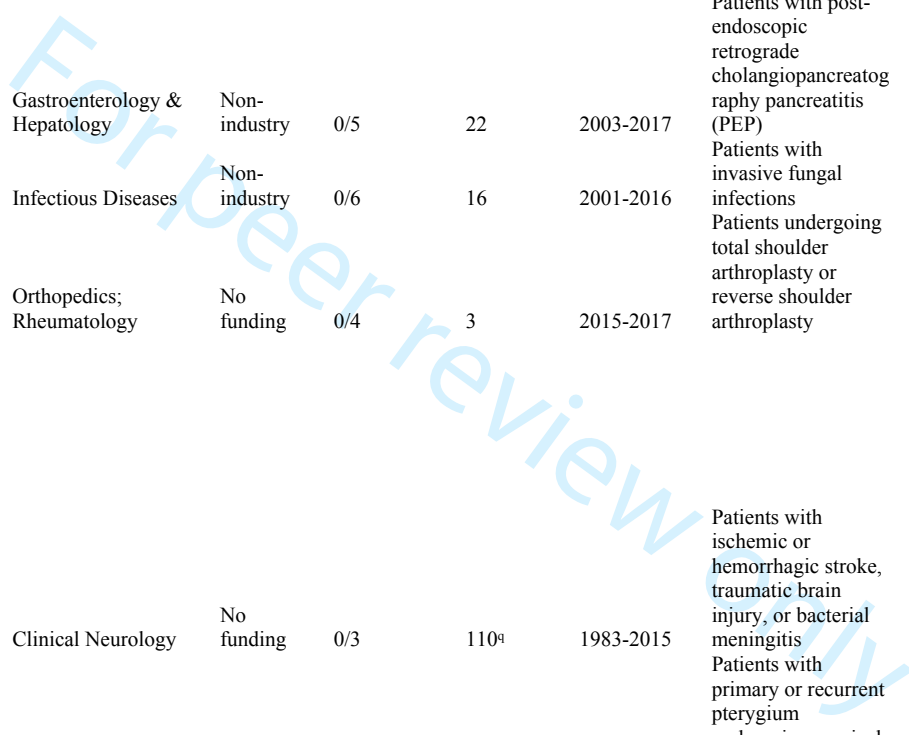 Patients with post-
endoscopic
retrograde
cholangiopancreatog
Gastroenterology & Non- raphy pancreatitis
Hepatology industry 0/5 22 2003-2017 (PEP)
Patients with
Non- invasive fungal
Infectious Diseases industry 0/6 16 2001-2016 infections
Patients undergoing
total shoulder
arthroplasty or
Orthopedics; No reverse shoulder
Rheumatology funding 0/4 3 2015-2017 arthroplasty
Patients with
ischemic or
hemorrhagic stroke,
traumatic brain
No injury, or bacterial
Clinical Neurology funding 0/3 110q 1983-2015 meningitis
Patients with
primary or recurrent
pterygium
For peer review only